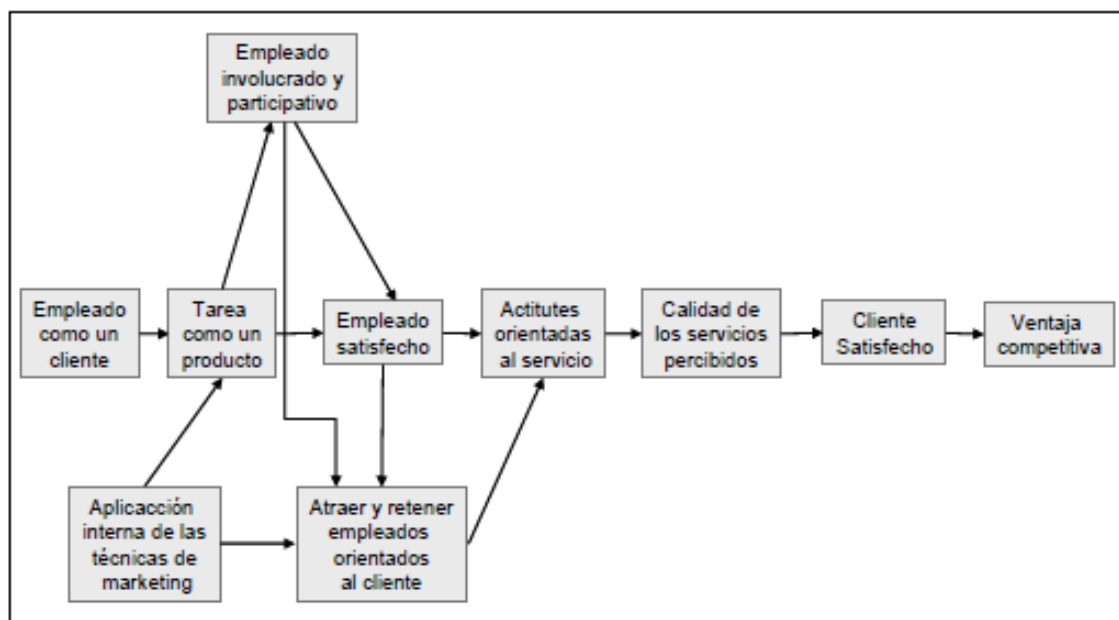 Empleado
involucrado y
participativo
Empleado
como un
cliente
Tarea
como un
producto
Empleado
satisfecho
Actitutes
orientadas
al servicio
Calidad de
los servicios
percibidos
Cliente
Satisfecho
Ventaja
competitiva
Aplicacción
interna de las
técnicas de
marketing
Atraer y retener
empleados
orientados
al cliente